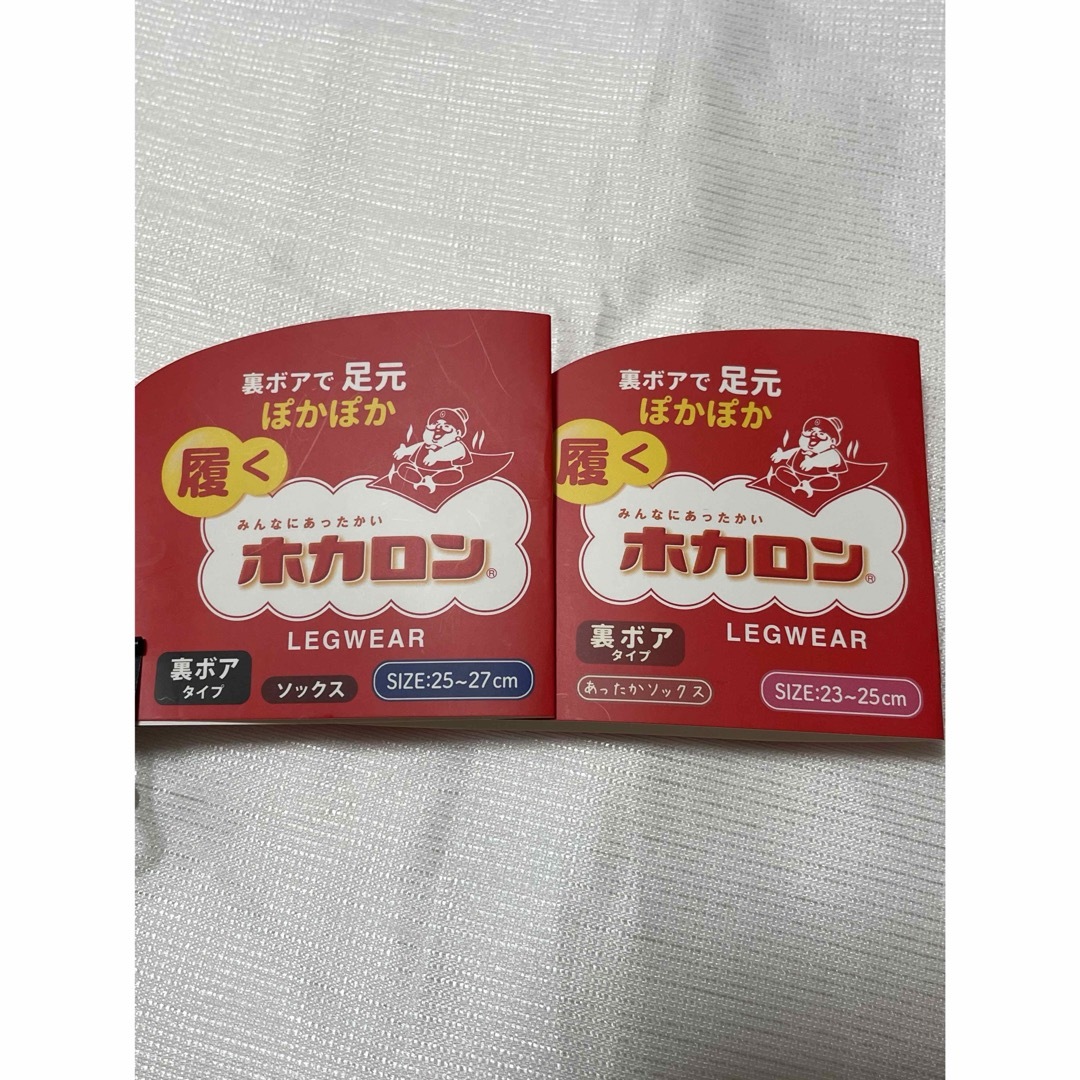 裏ボアで 足元
ぽかぽか
履く
みんなにあったかい
ホカロン®
LEGWEAR
裏ボア
タイプ
ソックス
SIZE:25~27cm
裏ボアで 足元
ぽかぽか
履く
みんなにあったかい
ホカロン®
LEGWEAR
裏ボア
タイプ
あったかソックス
SIZE:23~25cm